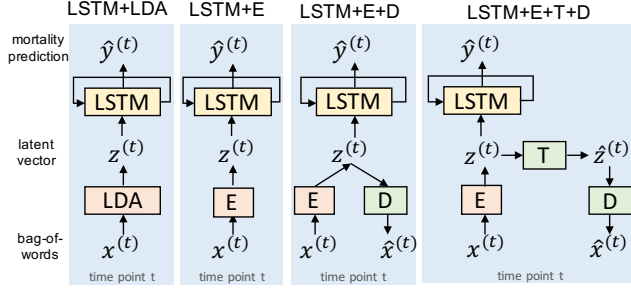 LSTM+LDA LSTM+E LSTM+E+D LSTM+E+T+D
mortality
prediction
ŷ⁽ᵗ⁾ ŷ⁽ᵗ⁾ ŷ⁽ᵗ⁾ ŷ⁽ᵗ⁾
LSTM LSTM LSTM LSTM
latent
vector
z⁽ᵗ⁾ z⁽ᵗ⁾ z⁽ᵗ⁾ z⁽ᵗ⁾ T ẑ⁽ᵗ⁾
LDA E E D E D
bag-of-
words
x⁽ᵗ⁾ x⁽ᵗ⁾ x⁽ᵗ⁾ x̂⁽ᵗ⁾ x⁽ᵗ⁾ x̂⁽ᵗ⁾
time point t time point t time point t time point t